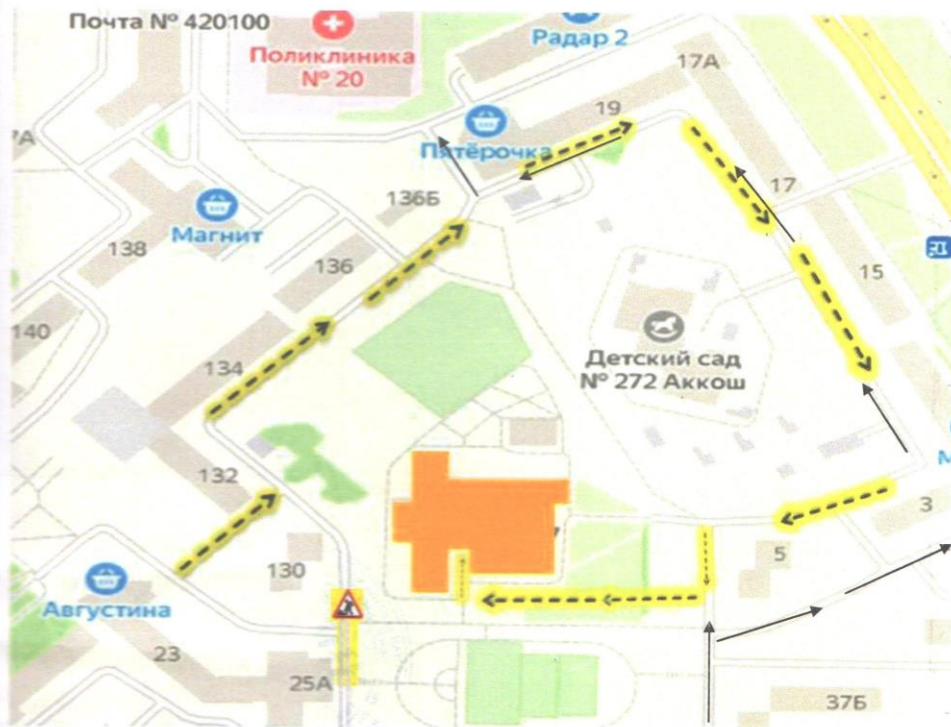 Почта № 420100
Поликлиника
№ 20
Радар 2
17А
19
Пятёрочка
7А
17
136Б
Магнит
138
136
15
140
134
Детский сад
№ 272 Аккош
132
3
5
130
Августина
23
25А
37Б